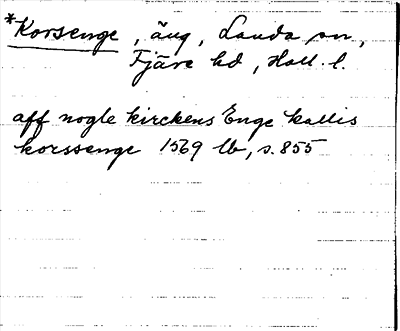 *Korsenge, äng, Landa sn,
Fjäre hd, Hall. l.
aff nogle kirckens Enge kallis
korssenge 1569 lb, s. 855